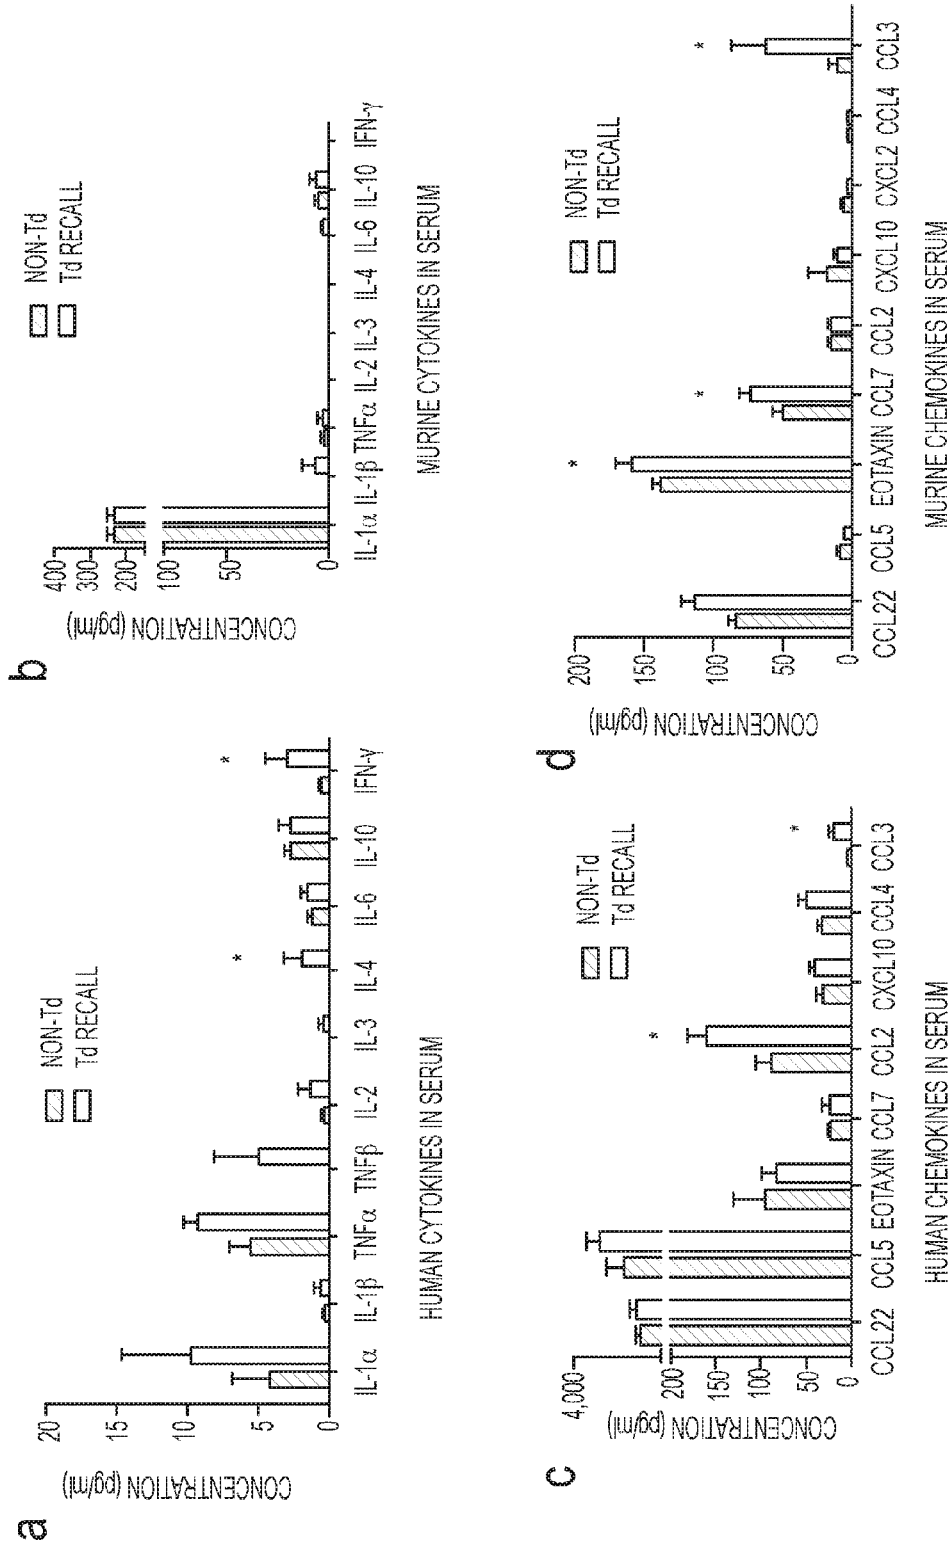 a
CONCENTRATION (pg/ml)
20
15
10
5
0
NON-Td
Td RECALL
IL-1α IL-1β TNFα TNFβ IL-2 IL-3 IL-4 IL-6 IL-10 IFN-γ
*
*
HUMAN CYTOKINES IN SERUM
b
CONCENTRATION (pg/ml)
400
300
200
100
50
0
NON-Td
Td RECALL
IL-1α IL-1β TNFα IL-2 IL-3 IL-4 IL-6 IL-10 IFN-γ
MURINE CYTOKINES IN SERUM
c
CONCENTRATION (pg/ml)
4,000
200
150
100
50
0
NON-Td
Td RECALL
*
*
CCL22 CCL5 EOTAXIN CCL7 CCL2 CXCL10 CCL4 CCL3
HUMAN CHEMOKINES IN SERUM
d
CONCENTRATION (pg/ml)
200
150
100
50
0
NON-Td
Td RECALL
*
*
*
CCL22 CCL5 EOTAXIN CCL7 CCL2 CXCL10 CXCL2 CCL4 CCL3
MURINE CHEMOKINES IN SERUM